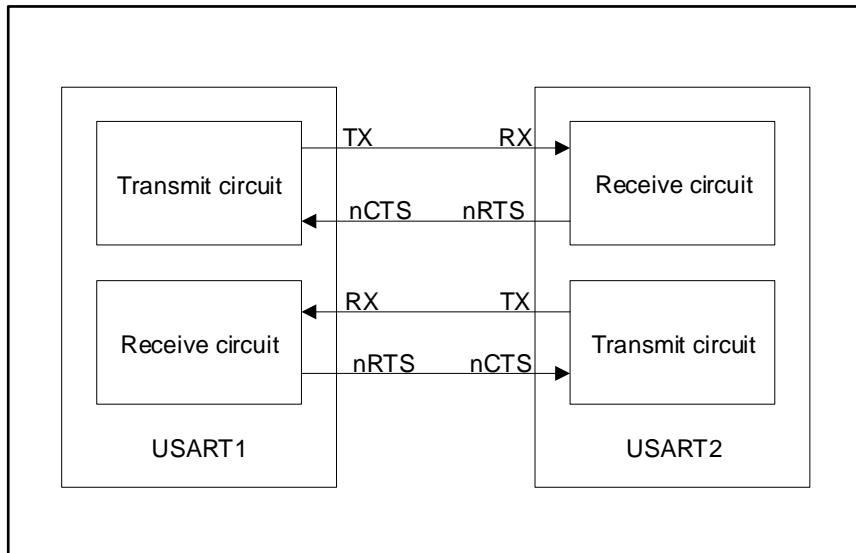 TX RX
Transmit circuit Receive circuit
nCTS nRTS
RX TX
Receive circuit Transmit circuit
nRTS nCTS
USART1 USART2